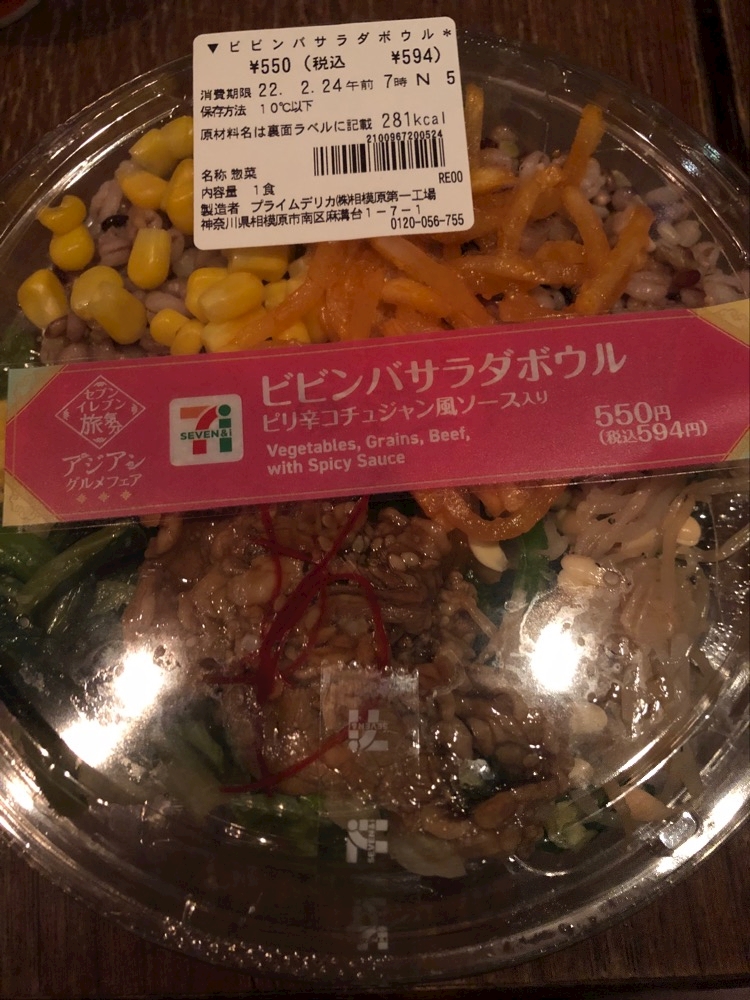 ▼ ビビンバサラダボウル*
¥550 (税込 ¥594)
消費期限 22. 2.24午前 7時 N 5
保存方法 10℃以下
原材料名は裏面ラベルに記載 281kcal
2100967200524
名称 惣菜
内容量 1食 RE00
製造者 プライムデリカ㈱相模原第一工場
神奈川県相模原市南区麻溝台1-7-1
0120-056-755
セブン
イレブン
旅気分
アジアン
グルメフェア
SEVEN&i
ビビンバサラダボウル
ピリ辛コチュジャン風ソース入り
Vegetables, Grains, Beef,
with Spicy Sauce
550円
(税込594円)